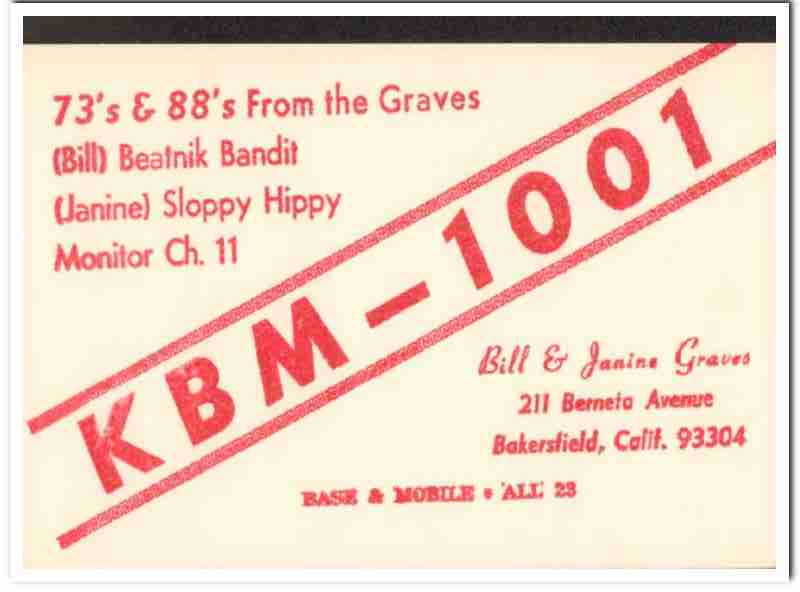 73's & 88's From the Graves
(Bill) Beatnik Bandit
(Janine) Sloppy Hippy
Monitor Ch. 11
KBM-1001
Bill & Janine Graves
211 Berneta Avenue
Bakersfield, Calif. 93304
BASE & MOBILE • ALL 23